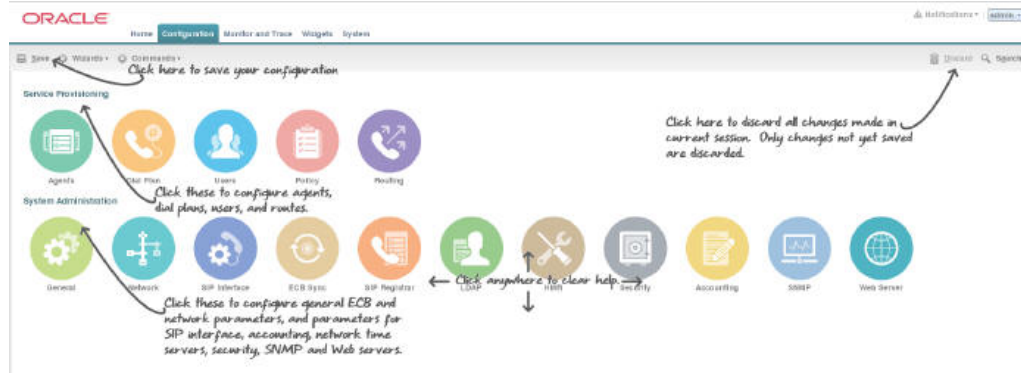 ORACLE
Notifications admin
Home Configuration Monitor and Trace Widgets System
Save Wizards Commands
Discard Search
Click here to save your configuration
Service Provisioning
Click here to discard all changes made in
current session. Only changes not yet saved
are discarded.
Agents Dial Plan Users Policy Routing
Click these to configure agents,
dial plans, users, and routes.
System Administration
General Network SIP Interface ECB Sync SIP Registrar LDAP HMR Security Accounting SNMP Web Server
Click anywhere to clear help.
Click these to configure general ECB and
network parameters, and parameters for
SIP interface, accounting, network time
servers, security, SNMP and Web servers.